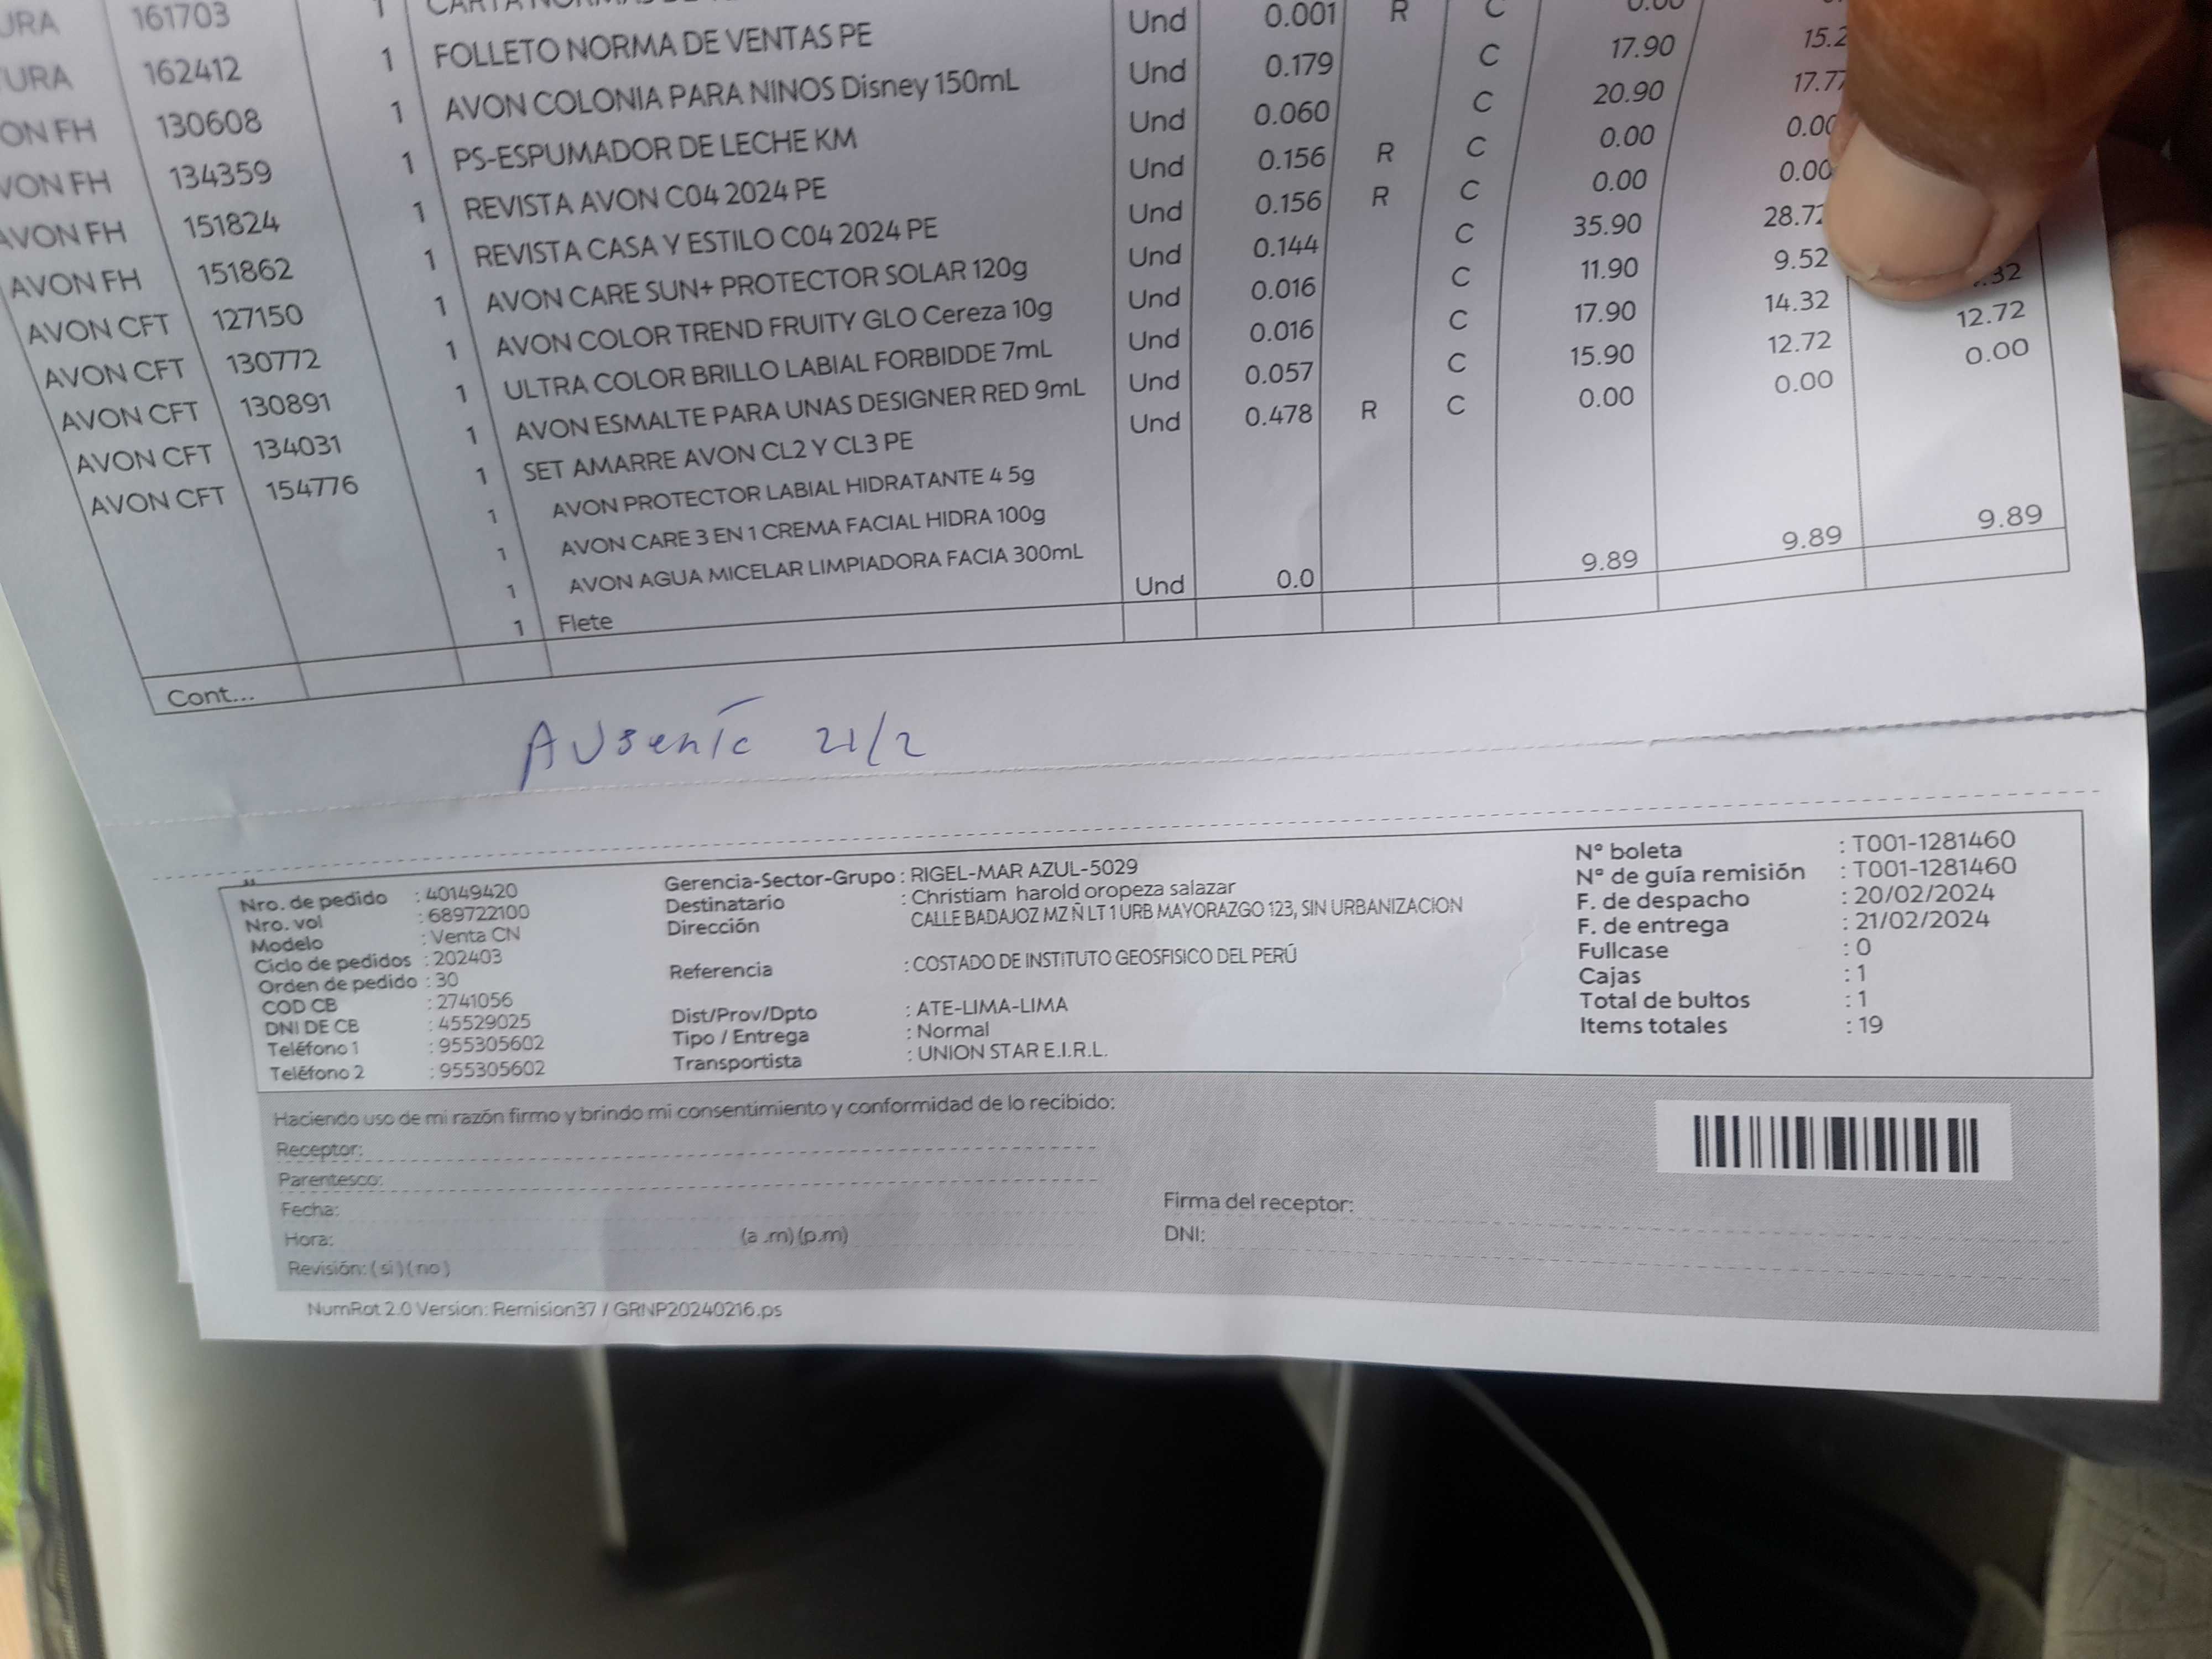 URA 161703 1 Und 0.001 R C 0.00
URA 162412 1 FOLLETO NORMA DE VENTAS PE Und 0.179 C 17.90
ON FH 130608 1 AVON COLONIA PARA NINOS Disney 150mL Und 0.060 C 20.90 17.77
VON FH 134359 1 PS-ESPUMADOR DE LECHE KM Und 0.156 R C 0.00 0.00
AVON FH 151824 1 REVISTA AVON C04 2024 PE Und 0.156 R C 0.00 0.00
AVON FH 151862 1 REVISTA CASA Y ESTILO C04 2024 PE Und 0.144 C 35.90 28.72
AVON CFT 127150 1 AVON CARE SUN+ PROTECTOR SOLAR 120g Und 0.016 C 11.90 9.52
AVON CFT 130772 1 AVON COLOR TREND FRUITY GLO Cereza 10g Und 0.016 C 17.90 14.32
AVON CFT 130891 1 ULTRA COLOR BRILLO LABIAL FORBIDDE 7mL Und 0.057 C 15.90 12.72 12.72
AVON CFT 134031 1 AVON ESMALTE PARA UNAS DESIGNER RED 9mL Und 0.478 R C 0.00 0.00 0.00
AVON CFT 154776 1 SET AMARRE AVON CL2 Y CL3 PE
1 AVON PROTECTOR LABIAL HIDRATANTE 4 5g
1 AVON CARE 3 EN 1 CREMA FACIAL HIDRA 100g
1 AVON AGUA MICELAR LIMPIADORA FACIA 300mL
1 Flete Und 0.0 9.89 9.89 9.89
Cont...
Ausente 21/2
Nro. de pedido : 40149420
Nro. vol : 689722100
Modelo : Venta CN
Ciclo de pedidos : 202403
Orden de pedido : 30
COD CB : 2741056
DNI DE CB : 45529025
Teléfono 1 : 955305602
Teléfono 2 : 955305602
Gerencia-Sector-Grupo : RIGEL-MAR AZUL-5029
Destinatario : Christiam harold oropeza salazar
Dirección CALLE BADAJOZ MZ Ñ LT 1 URB MAYORAZGO 123, SIN URBANIZACION
Referencia : COSTADO DE INSTITUTO GEOSFISICO DEL PERÚ
Dist/Prov/Dpto : ATE-LIMA-LIMA
Tipo / Entrega : Normal
Transportista : UNION STAR E.I.R.L.
N° boleta : T001-1281460
N° de guía remisión : T001-1281460
F. de despacho : 20/02/2024
F. de entrega : 21/02/2024
Fullcase : 0
Cajas : 1
Total de bultos : 1
Items totales : 19
Haciendo uso de mi razón firmo y brindo mi consentimiento y conformidad de lo recibido:
Receptor:
Parentesco:
Fecha:
Hora: (a .m) (p.m)
Revisión: ( si ) ( no )
Firma del receptor:
DNI:
NumRot 2.0 Version: Remision37 / GRNP20240216.ps